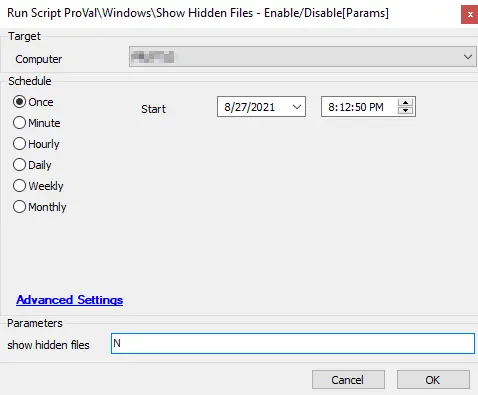 Run Script ProVal\Windows\Show Hidden Files - Enable/Disable[Params]
x
Target
Computer
Schedule
Once
Start
8/27/2021
8:12:50 PM
Minute
Hourly
Daily
Weekly
Monthly
Advanced Settings
Parameters
show hidden files
N
Cancel
OK